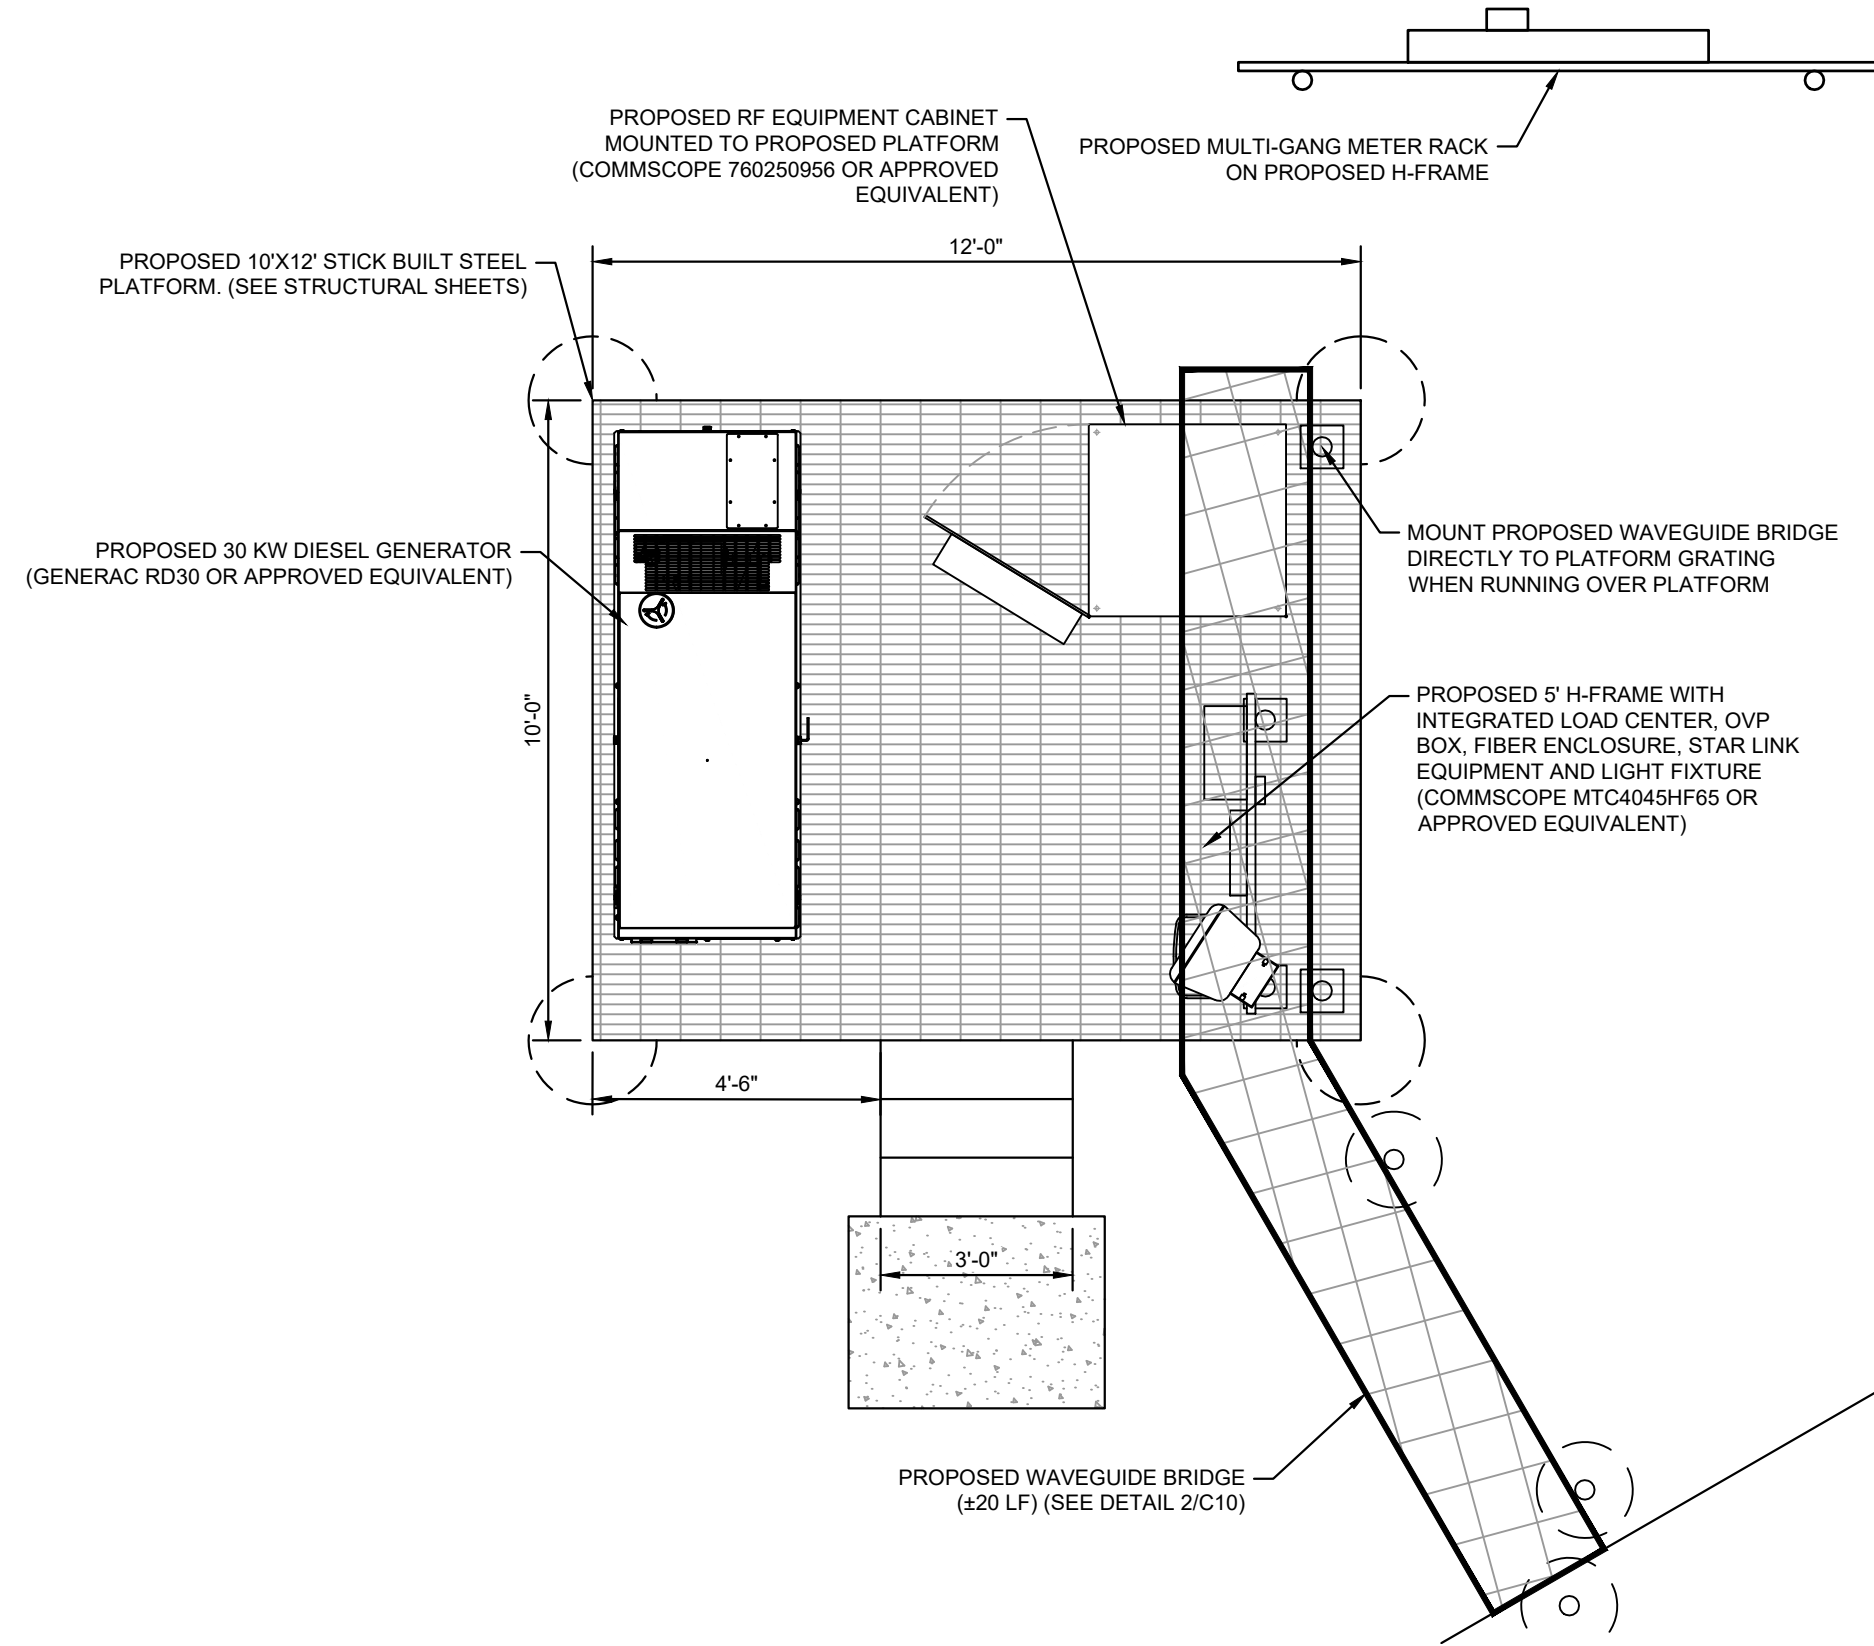 PROPOSED RF EQUIPMENT CABINET
MOUNTED TO PROPOSED PLATFORM
(COMMSCOPE 760250956 OR APPROVED
EQUIVALENT)
PROPOSED MULTI-GANG METER RACK
ON PROPOSED H-FRAME
PROPOSED 10'X12' STICK BUILT STEEL
PLATFORM. (SEE STRUCTURAL SHEETS)
12'-0"
PROPOSED 30 KW DIESEL GENERATOR
(GENERAC RD30 OR APPROVED EQUIVALENT)
MOUNT PROPOSED WAVEGUIDE BRIDGE
DIRECTLY TO PLATFORM GRATING
WHEN RUNNING OVER PLATFORM
10'-0"
PROPOSED 5' H-FRAME WITH
INTEGRATED LOAD CENTER, OVP
BOX, FIBER ENCLOSURE, STAR LINK
EQUIPMENT AND LIGHT FIXTURE
(COMMSCOPE MTC4045HF65 OR
APPROVED EQUIVALENT)
4'-6"
3'-0"
PROPOSED WAVEGUIDE BRIDGE
(±20 LF) (SEE DETAIL 2/C10)